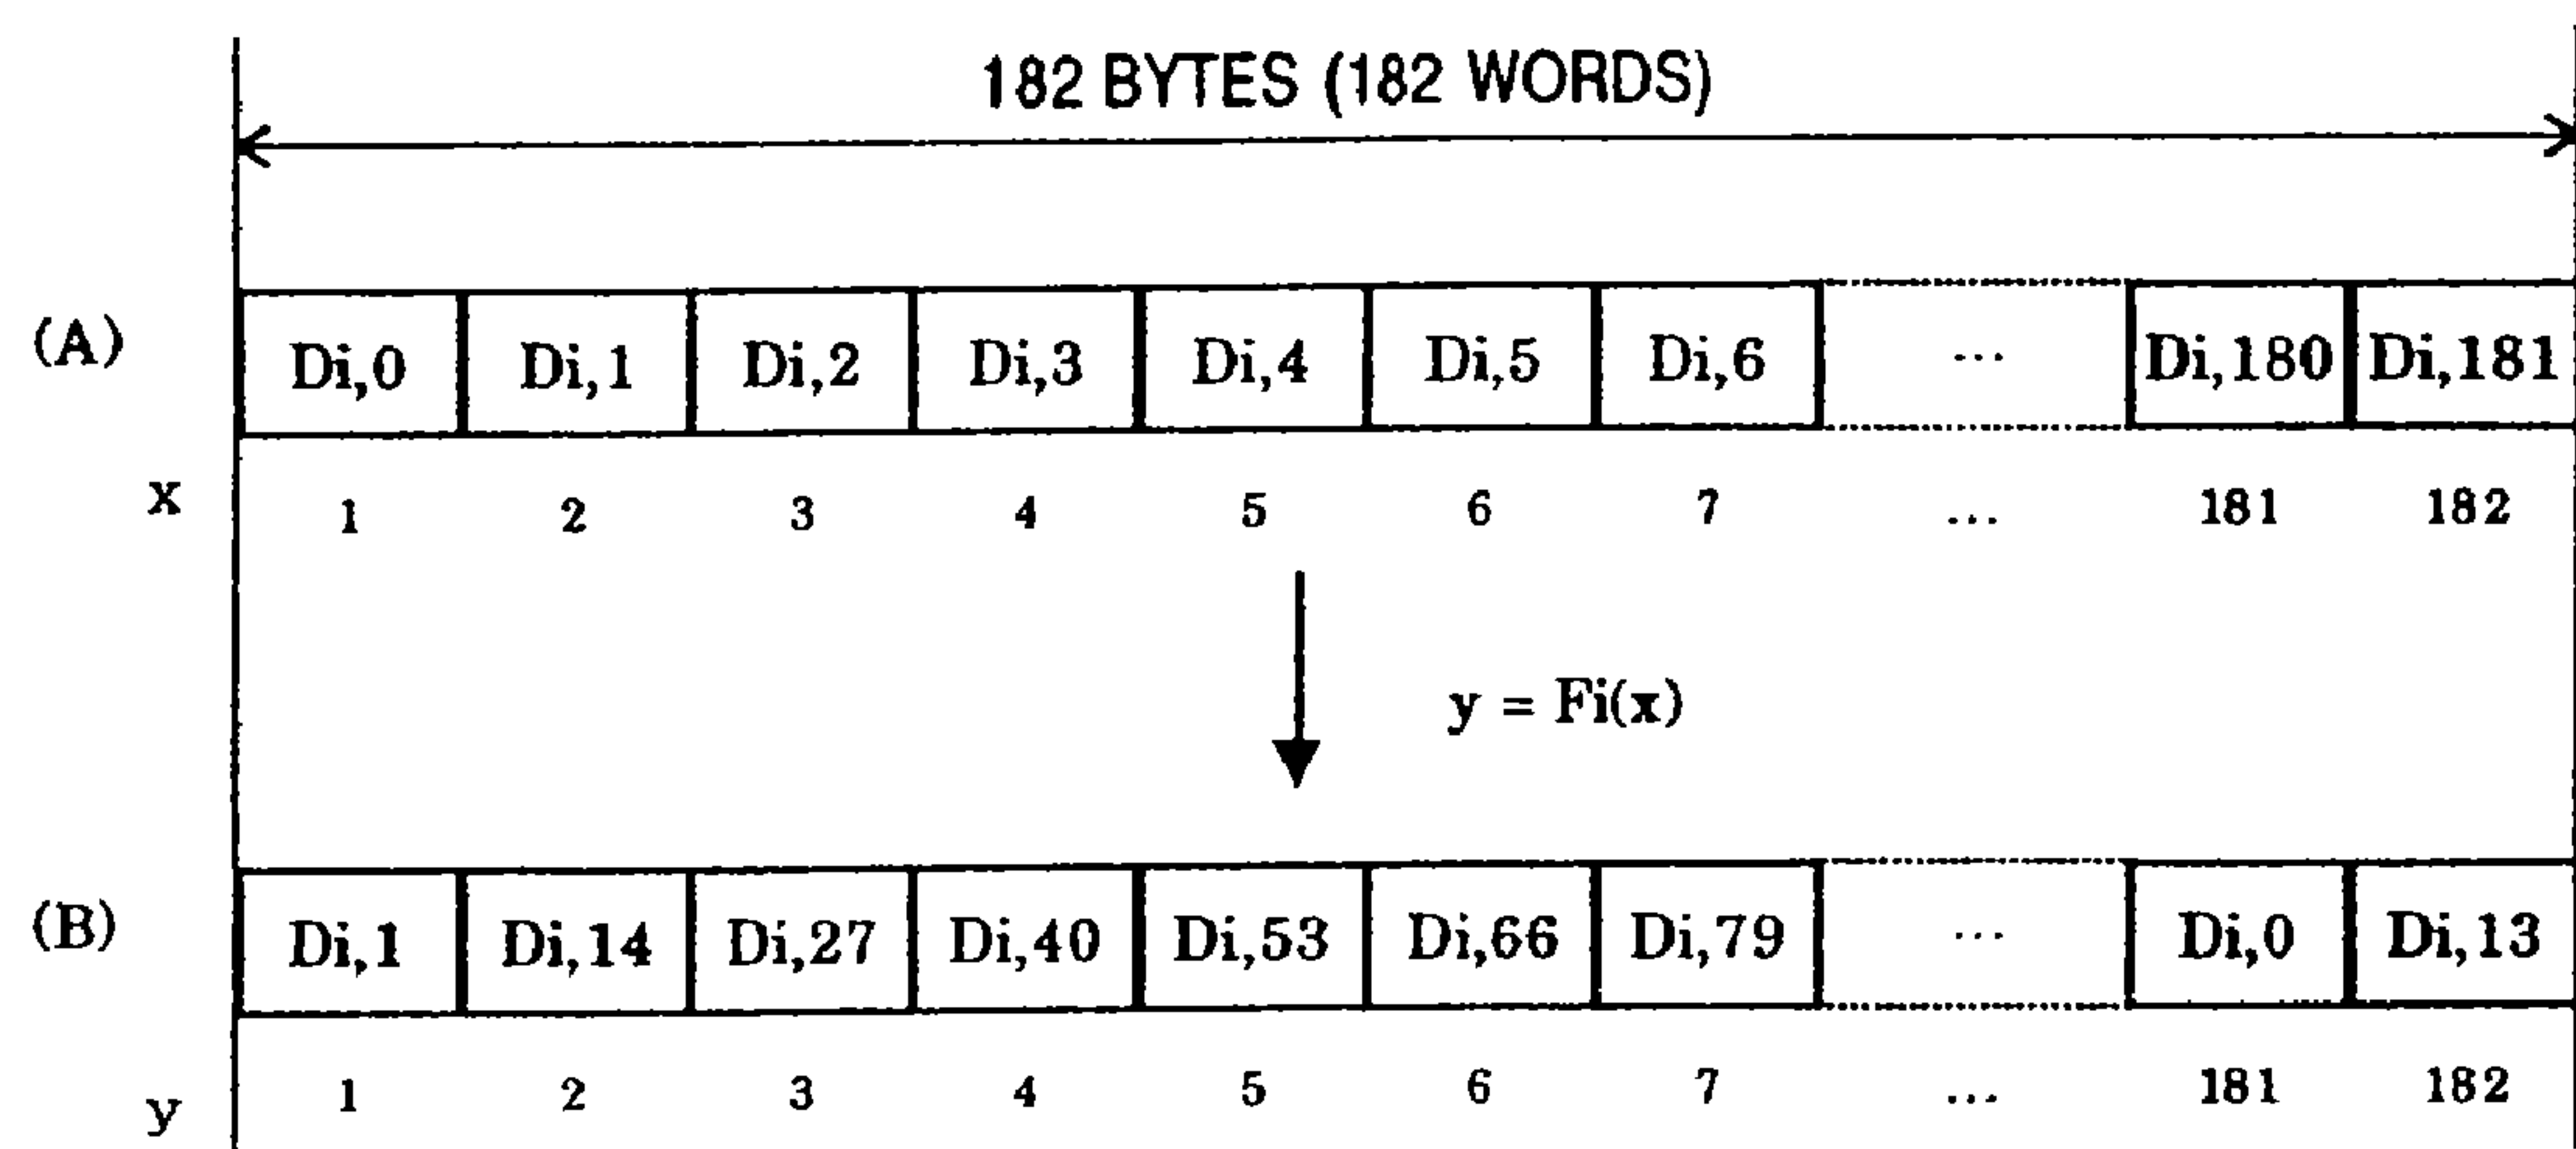 182 BYTES (182 WORDS)
(A) Di,0 Di,1 Di,2 Di,3 Di,4 Di,5 Di,6 ... Di,180 Di,181
x 1 2 3 4 5 6 7 ... 181 182
y = Fi(x)
(B) Di,1 Di,14 Di,27 Di,40 Di,53 Di,66 Di,79 ... Di,0 Di,13
y 1 2 3 4 5 6 7 ... 181 182